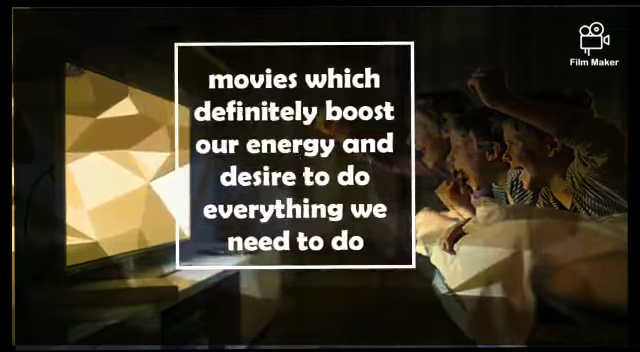 Film Maker
movies which
definitely boost
our energy and
desire to do
everything we
need to do